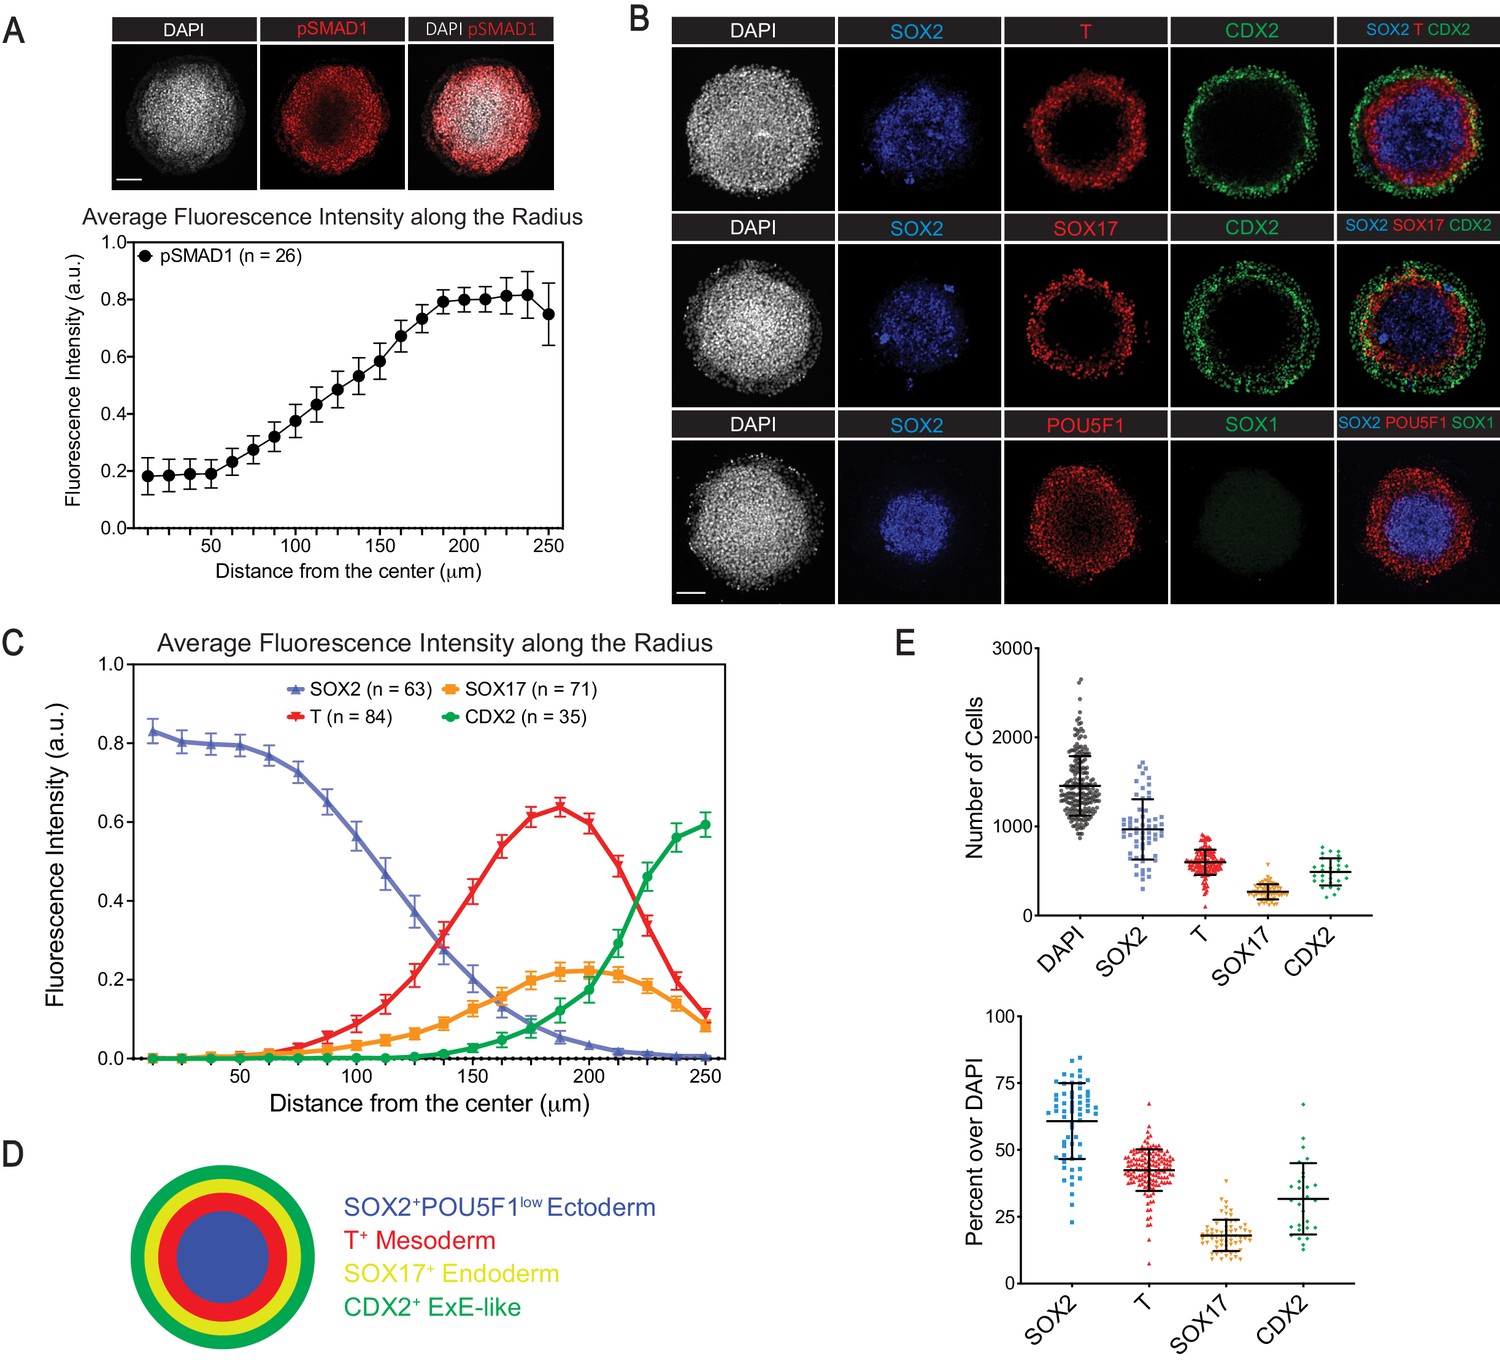 A
DAPI
pSMAD1
DAPI pSMAD1
Average Fluorescence Intensity along the Radius
pSMAD1 (n = 26)
Fluorescence Intensity (a.u.)
1.0
0.8
0.6
0.4
0.2
0.0
50 100 150 200 250
Distance from the center (μm)
B
DAPI SOX2 T CDX2 SOX2 T CDX2
DAPI SOX2 SOX17 CDX2 SOX2 SOX17 CDX2
DAPI SOX2 POU5F1 SOX1 SOX2 POU5F1 SOX1
C
Average Fluorescence Intensity along the Radius
SOX2 (n = 63) SOX17 (n = 71)
T (n = 84) CDX2 (n = 35)
Fluorescence Intensity (a.u.)
1.0
0.8
0.6
0.4
0.2
0.0
50 100 150 200 250
Distance from the center (μm)
D
SOX2⁺POU5F1ˡᵒʷ Ectoderm
T⁺ Mesoderm
SOX17⁺ Endoderm
CDX2⁺ ExE-like
E
Number of Cells
3000
2000
1000
0
DAPI SOX2 T SOX17 CDX2
Percent over DAPI
100
75
50
25
0
SOX2 T SOX17 CDX2